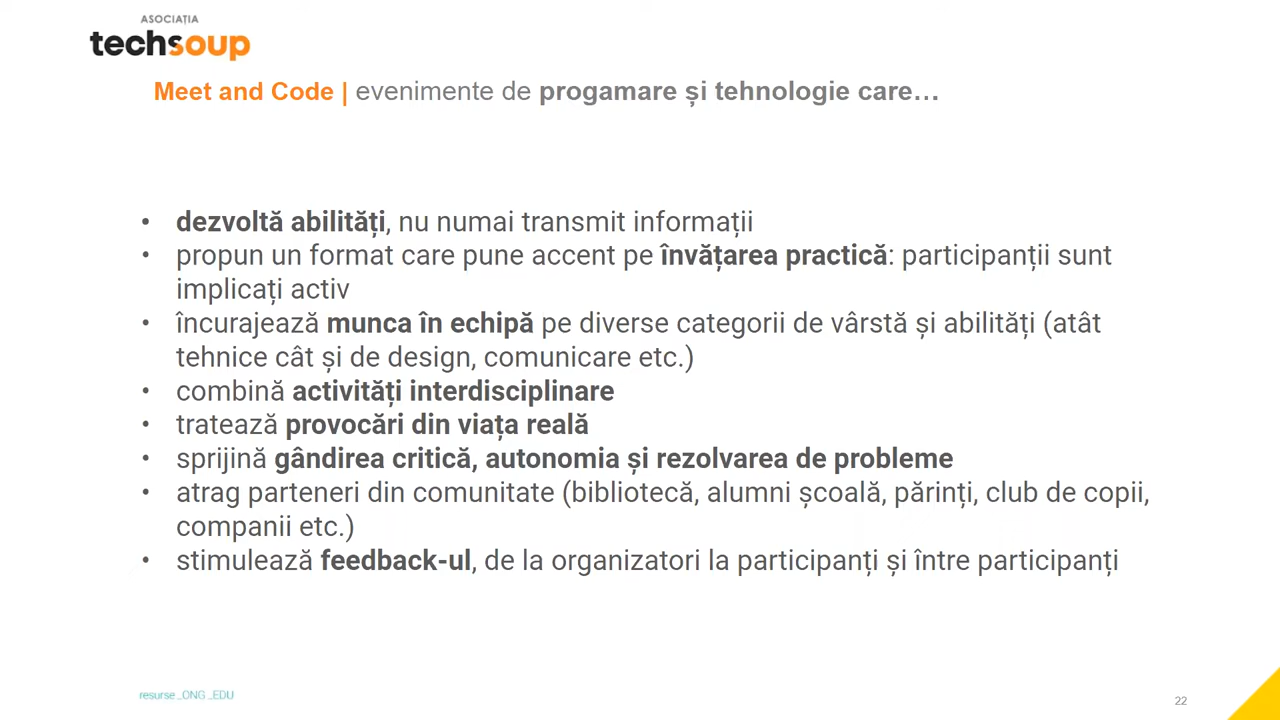 ASOCIAȚIA
techsoup
Meet and Code | evenimente de progamare și tehnologie care...
• dezvoltă abilități, nu numai transmit informații
• propun un format care pune accent pe învățarea practică: participanții sunt
implicați activ
• încurajează munca în echipă pe diverse categorii de vârstă și abilități (atât
tehnice cât și de design, comunicare etc.)
• combină activități interdisciplinare
• tratează provocări din viața reală
• sprijină gândirea critică, autonomia și rezolvarea de probleme
• atrag parteneri din comunitate (bibliotecă, alumni școală, părinți, club de copii,
companii etc.)
• stimulează feedback-ul, de la organizatori la participanți și între participanți
resurse_ONG_EDU
22